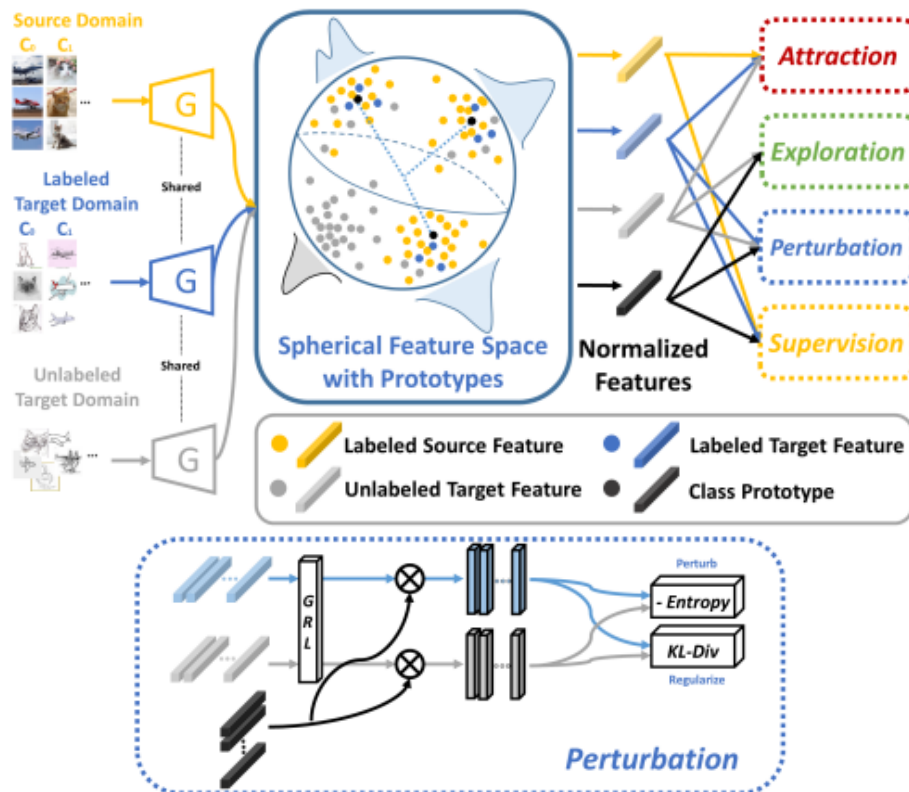 Source Domain
C₀ C₁
...
G
Shared
Labeled
Target Domain
C₀ C₁
...
G
Shared
Unlabeled
Target Domain
...
G
Spherical Feature Space
with Prototypes
Normalized
Features
Attraction
Exploration
Perturbation
Supervision
Labeled Source Feature
Labeled Target Feature
Unlabeled Target Feature
Class Prototype
...
GRL
...
Perturb
- Entropy
...
...
KL-Div
Regularize
Perturbation